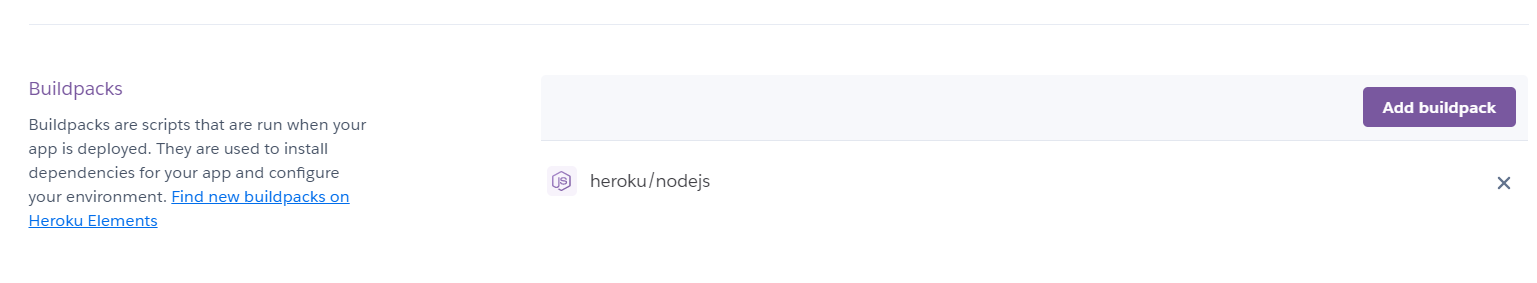 Buildpacks
Add buildpack
Buildpacks are scripts that are run when your
app is deployed. They are used to install
dependencies for your app and configure
your environment. Find new buildpacks on
Heroku Elements
JS
heroku/nodejs